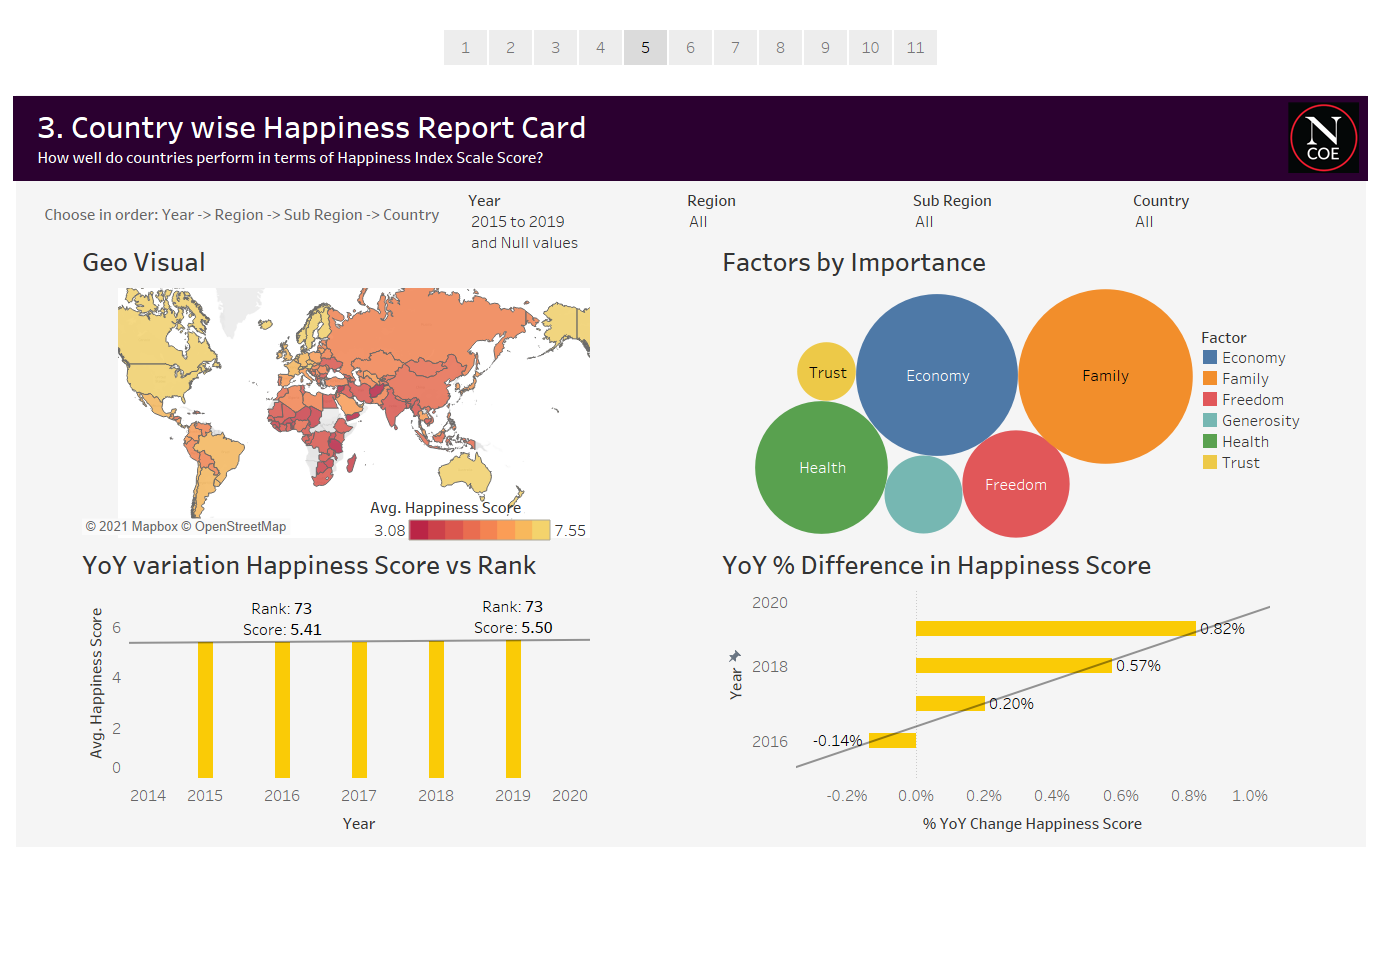 1 2 3 4 5 6 7 8 9 10 11
3. Country wise Happiness Report Card
How well do countries perform in terms of Happiness Index Scale Score?
N
COE
Choose in order: Year -> Region -> Sub Region -> Country
Year
2015 to 2019
and Null values
Region
All
Sub Region
All
Country
All
Geo Visual
Avg. Happiness Score
3.08 7.55
© 2021 Mapbox © OpenStreetMap
Factors by Importance
Trust
Economy
Family
Health
Freedom
Factor
Economy
Family
Freedom
Generosity
Health
Trust
YoY variation Happiness Score vs Rank
Avg. Happiness Score
6
4
2
0
Rank: 73
Score: 5.41
Rank: 73
Score: 5.50
2014 2015 2016 2017 2018 2019 2020
Year
YoY % Difference in Happiness Score
Year
2020
2018
2016
0.82%
0.57%
0.20%
-0.14%
-0.2% 0.0% 0.2% 0.4% 0.6% 0.8% 1.0%
% YoY Change Happiness Score